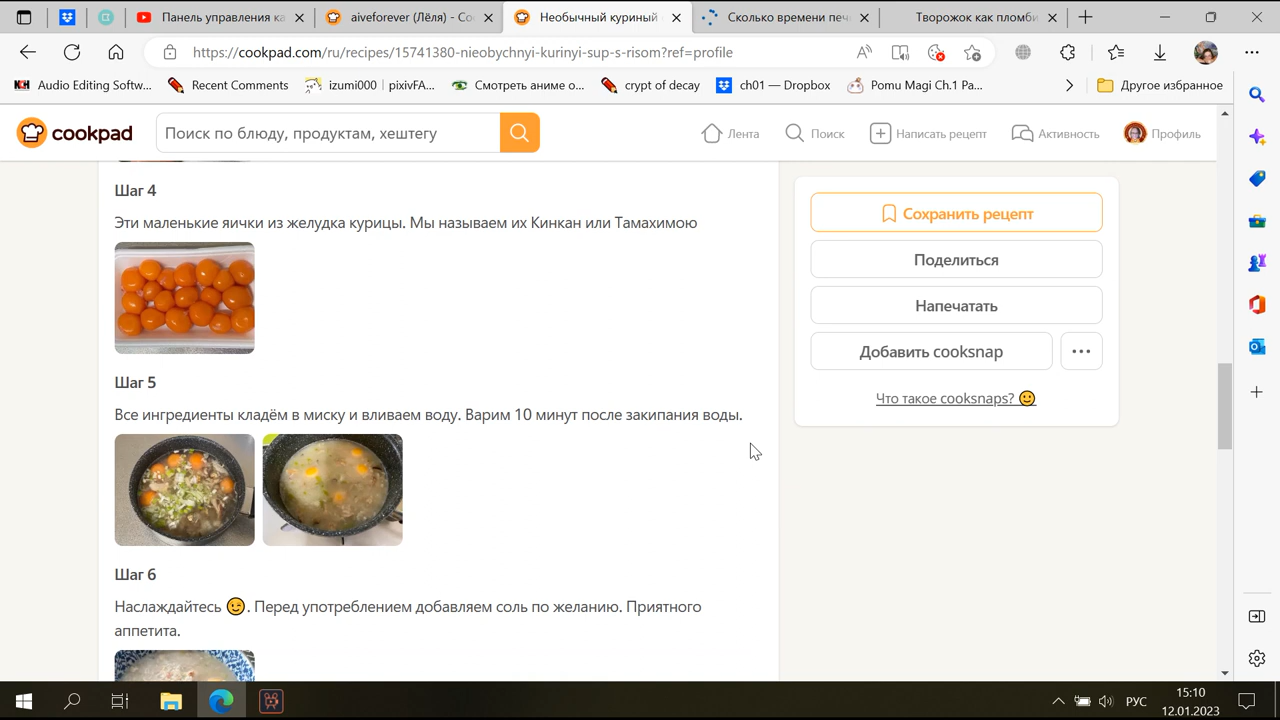 Панель управления ка
aiveforever (Лёля) - Co
Необычный куриный
Сколько времени печ
Творожок как пломби
https://cookpad.com/ru/recipes/15741380-nieobychnyi-kurinyi-sup-s-risom?ref=profile
Audio Editing Softw...
Recent Comments
izumi000 | pixivFA...
Смотреть аниме о...
crypt of decay
ch01 — Dropbox
Pomu Magi Ch.1 Pa...
Другое избранное
cookpad
Поиск по блюду, продуктам, хештегу
Лента
Поиск
Написать рецепт
Активность
Профиль
Шаг 4
Эти маленькие яички из желудка курицы. Мы называем их Кинкан или Тамахимою
Шаг 5
Все ингредиенты кладём в миску и вливаем воду. Варим 10 минут после закипания воды.
Шаг 6
Наслаждайтесь 😉. Перед употреблением добавляем соль по желанию. Приятного
аппетита.
Сохранить рецепт
Поделиться
Напечатать
Добавить cooksnap
Что такое cooksnaps? 🙂
РУС
15:10
12.01.2023